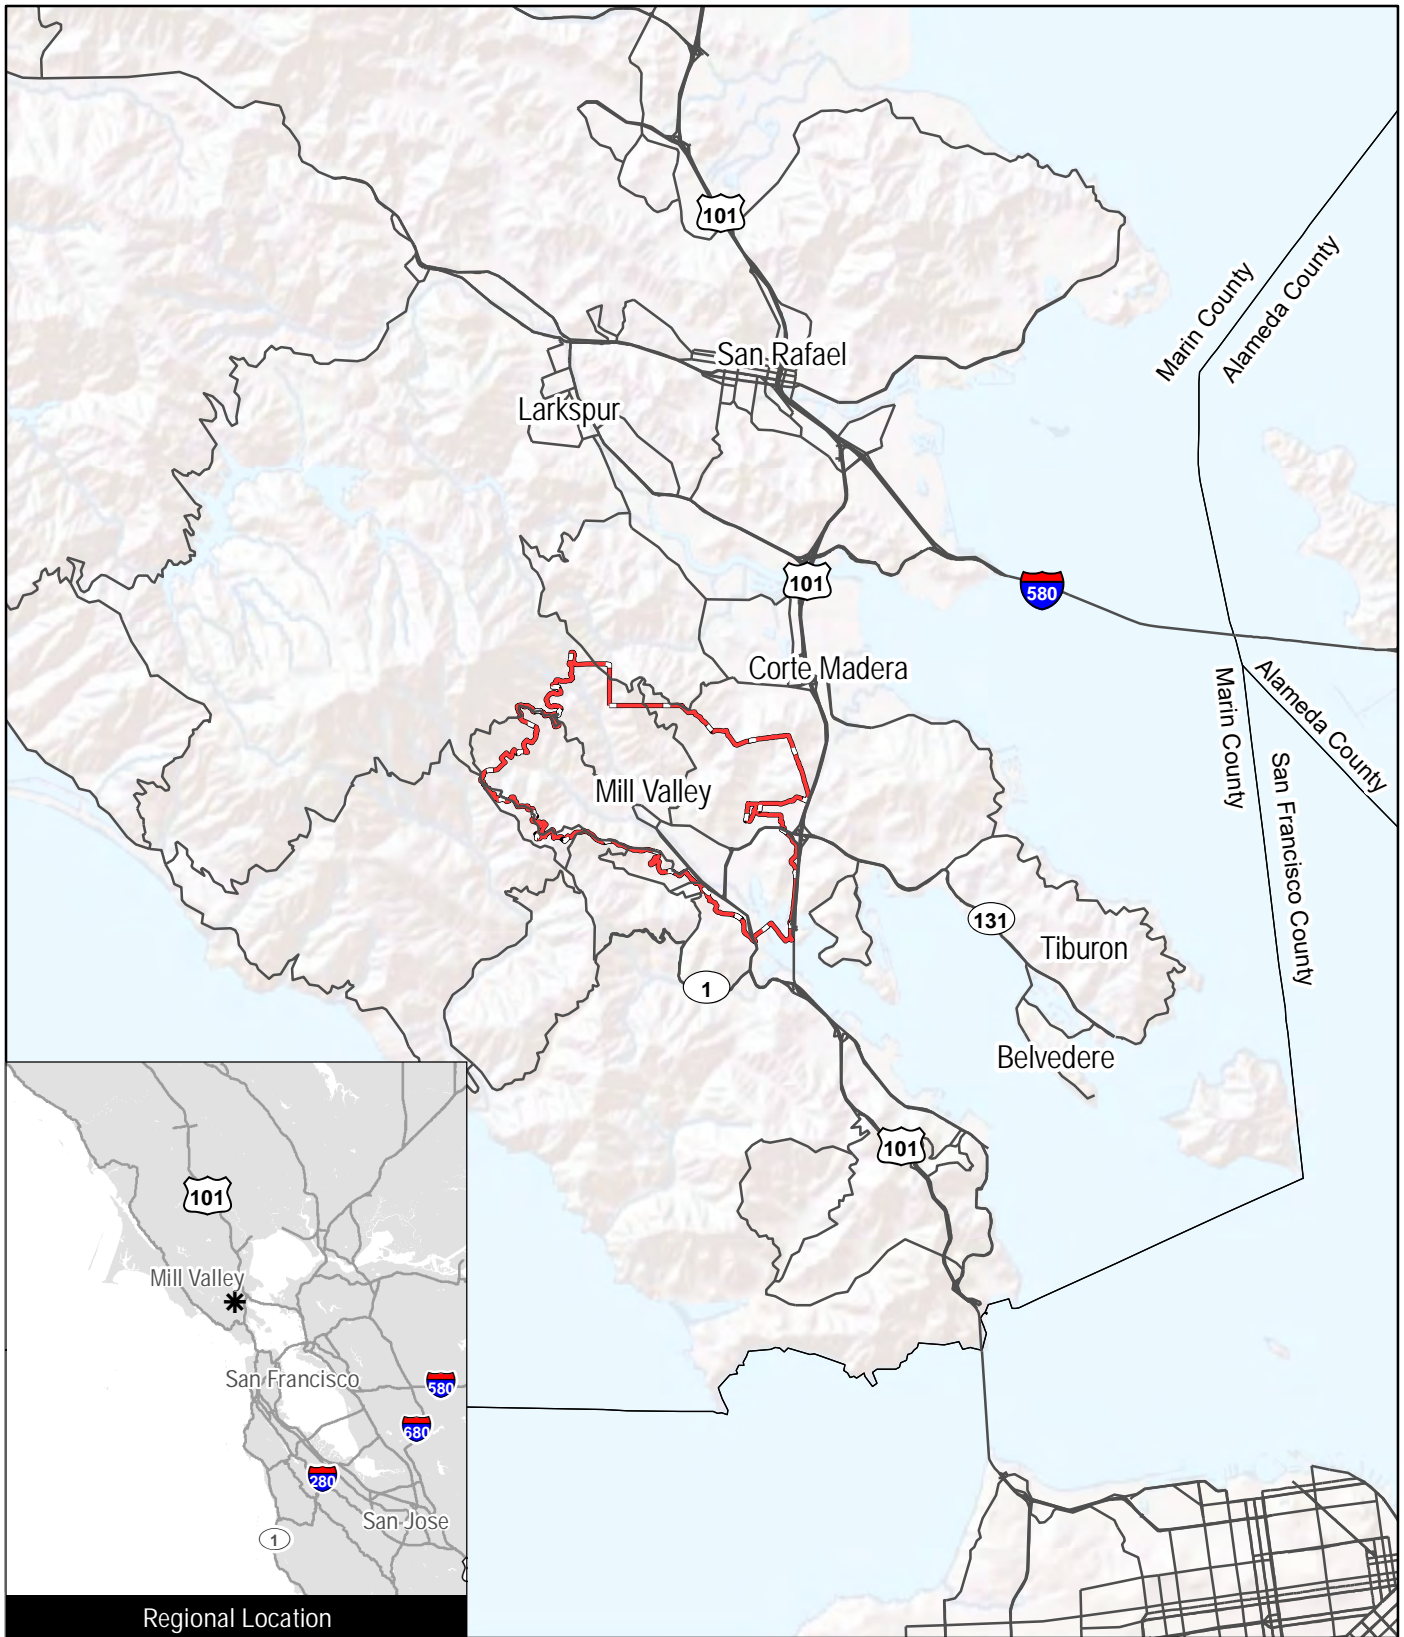 101
Marin County
Alameda County
San Rafael
Larkspur
101
580
Corte Madera
Alameda County
Marin County
San Francisco County
Mill Valley
131
Tiburon
1
Belvedere
101
101
Mill Valley
San Francisco
580
680
280
San Jose
1
Regional Location